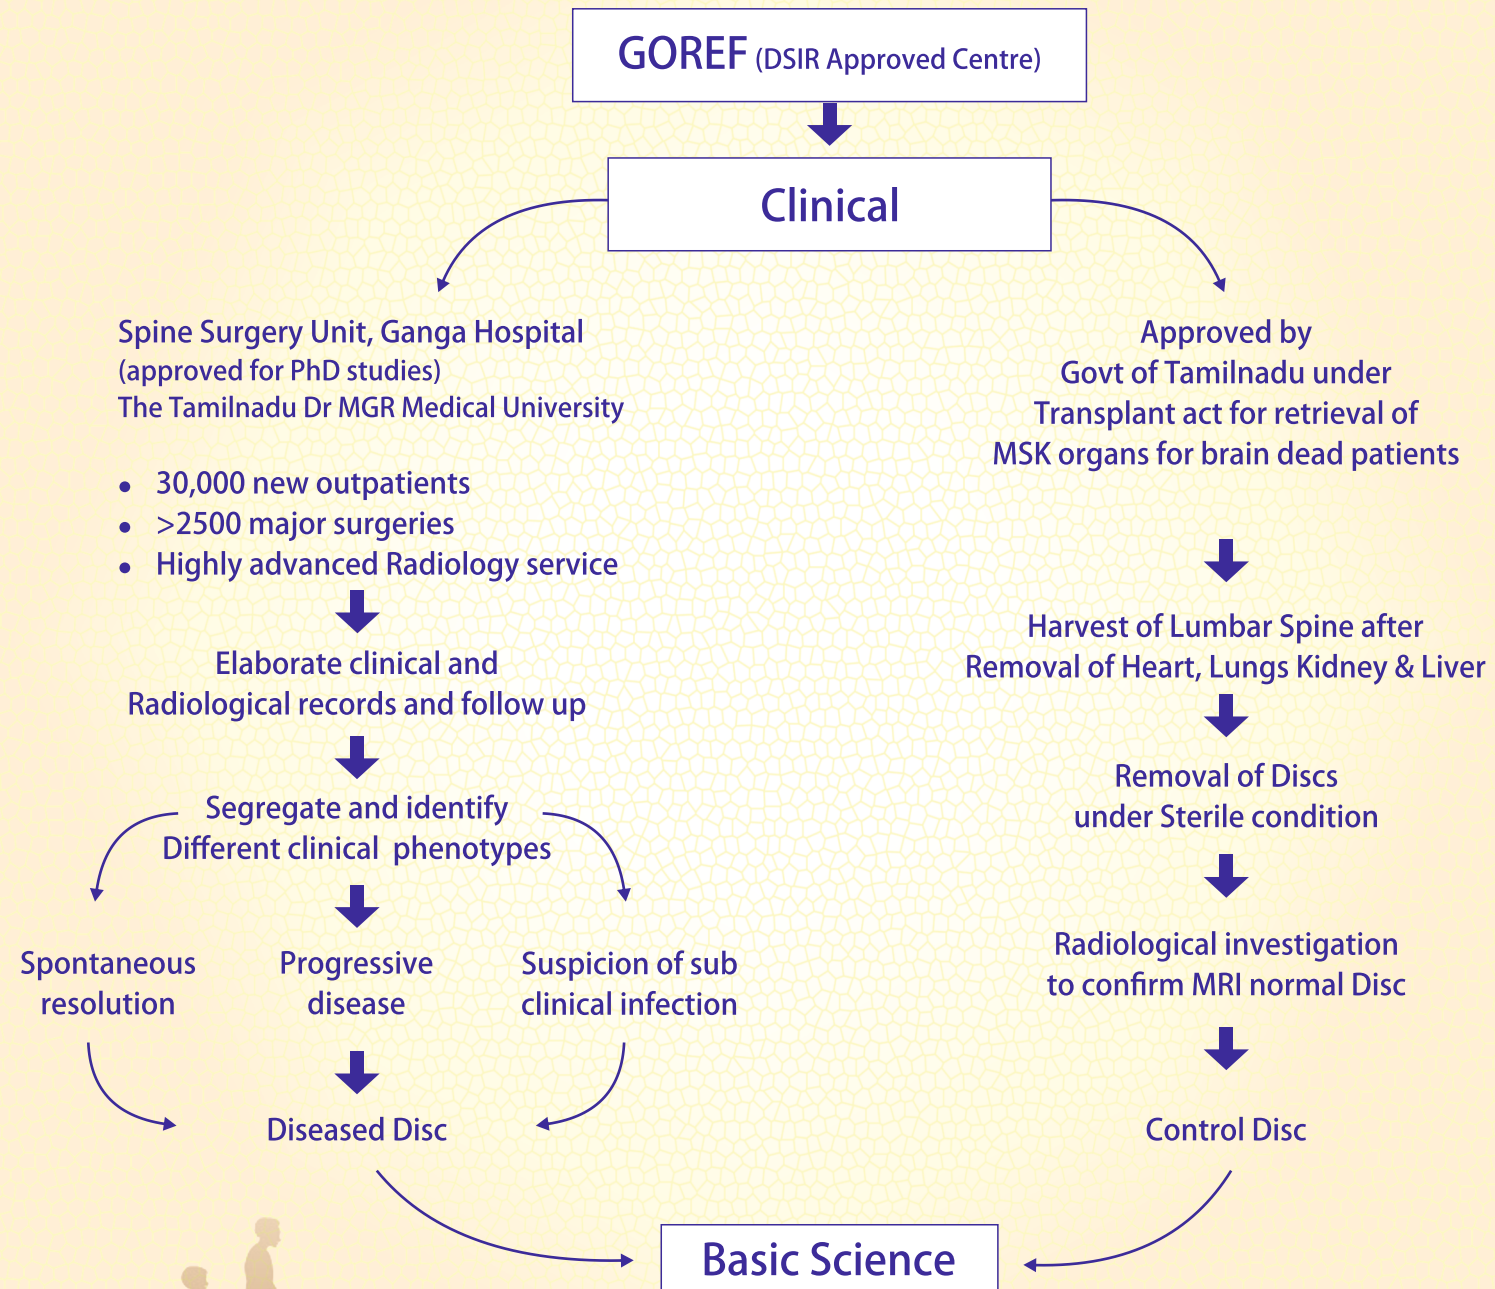 GOREF (DSIR Approved Centre)
Clinical
Spine Surgery Unit, Ganga Hospital
(approved for PhD studies)
The Tamilnadu Dr MGR Medical University
• 30,000 new outpatients
• >2500 major surgeries
• Highly advanced Radiology service
Elaborate clinical and
Radiological records and follow up
Segregate and identify
Different clinical phenotypes
Spontaneous
resolution
Progressive
disease
Suspicion of sub
clinical infection
Diseased Disc
Approved by
Govt of Tamilnadu under
Transplant act for retrieval of
MSK organs for brain dead patients
Harvest of Lumbar Spine after
Removal of Heart, Lungs Kidney & Liver
Removal of Discs
under Sterile condition
Radiological investigation
to confirm MRI normal Disc
Control Disc
Basic Science